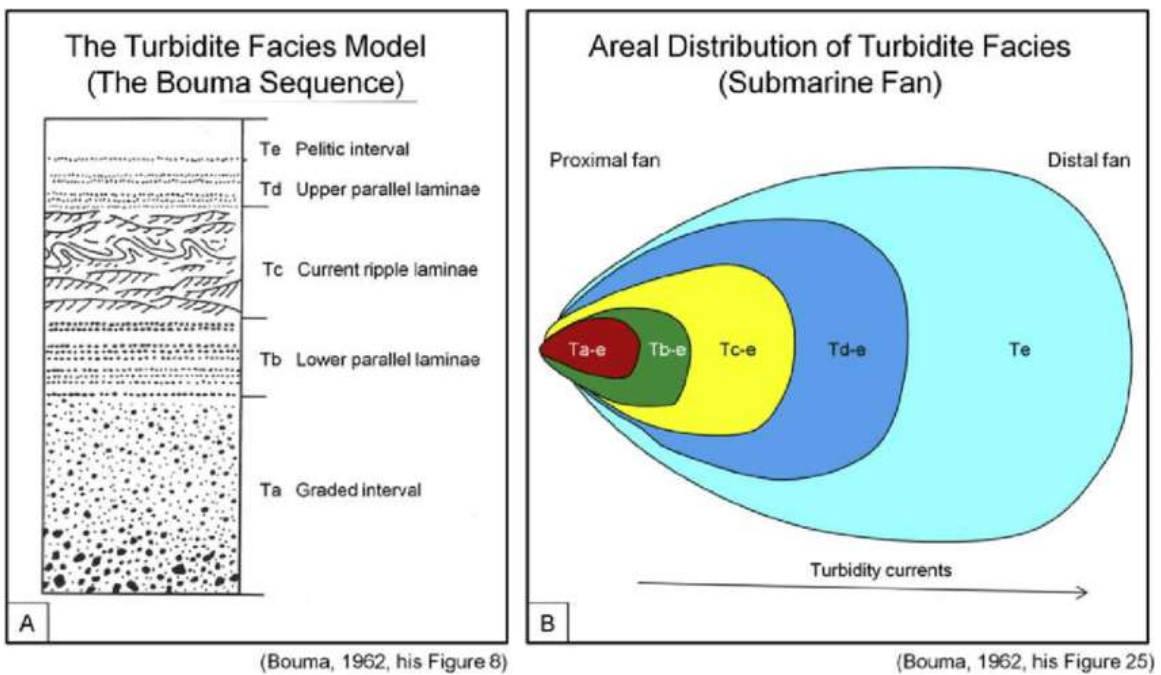 The Turbidite Facies Model
(The Bouma Sequence)
Te Pelitic interval
Td Upper parallel laminae
Tc Current ripple laminae
Tb Lower parallel laminae
Ta Graded interval
A
(Bouma, 1962, his Figure 8)
Areal Distribution of Turbidite Facies
(Submarine Fan)
Proximal fan
Distal fan
Ta-e
Tb-e
Tc-e
Td-e
Te
Turbidity currents
B
(Bouma, 1962, his Figure 25)